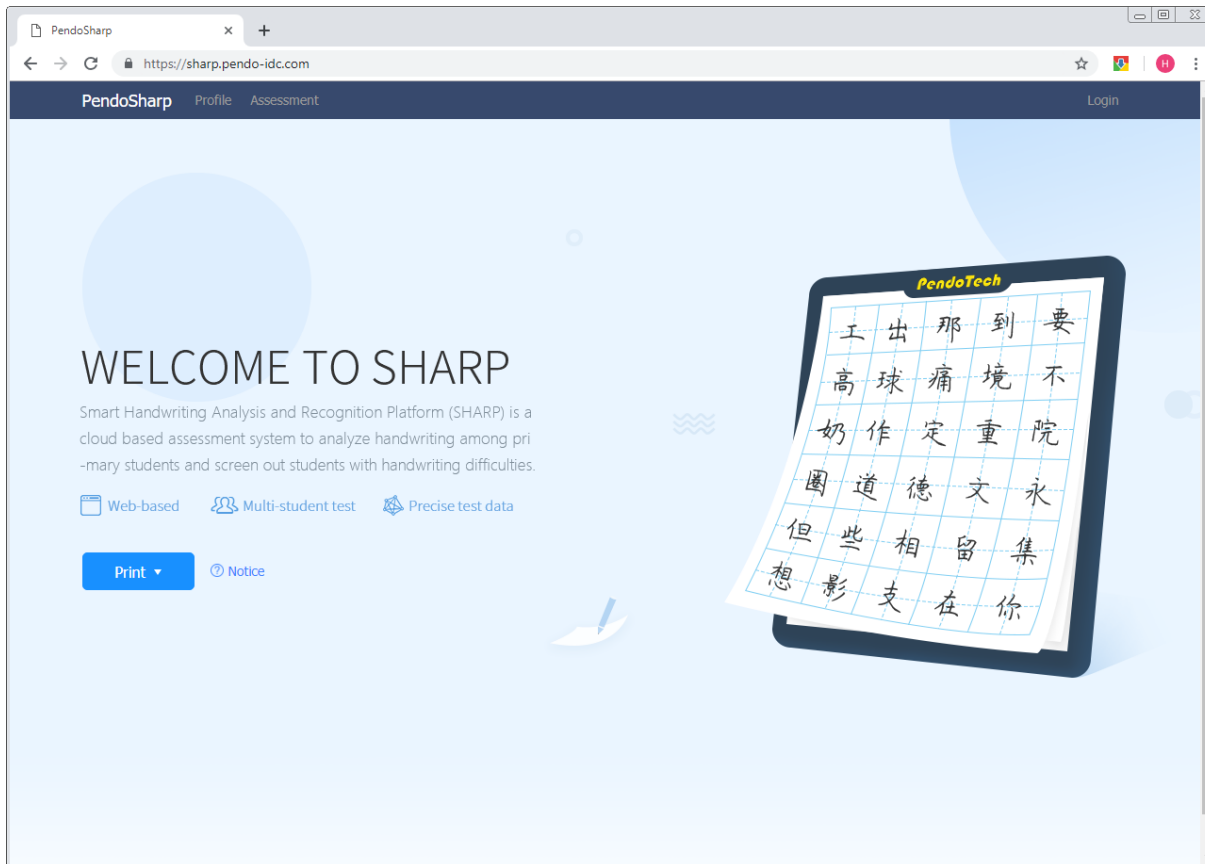 PendoSharp
https://sharp.pendo-idc.com
H
PendoSharp Profile Assessment Login
WELCOME TO SHARP
Smart Handwriting Analysis and Recognition Platform (SHARP) is a
cloud based assessment system to analyze handwriting among pri
-mary students and screen out students with handwriting difficulties.
Web-based Multi-student test Precise test data
Print Notice
PendoTech
工出那到要
高球痛境不
奶作定重院
圈道德文永
但些相留集
想影支在你